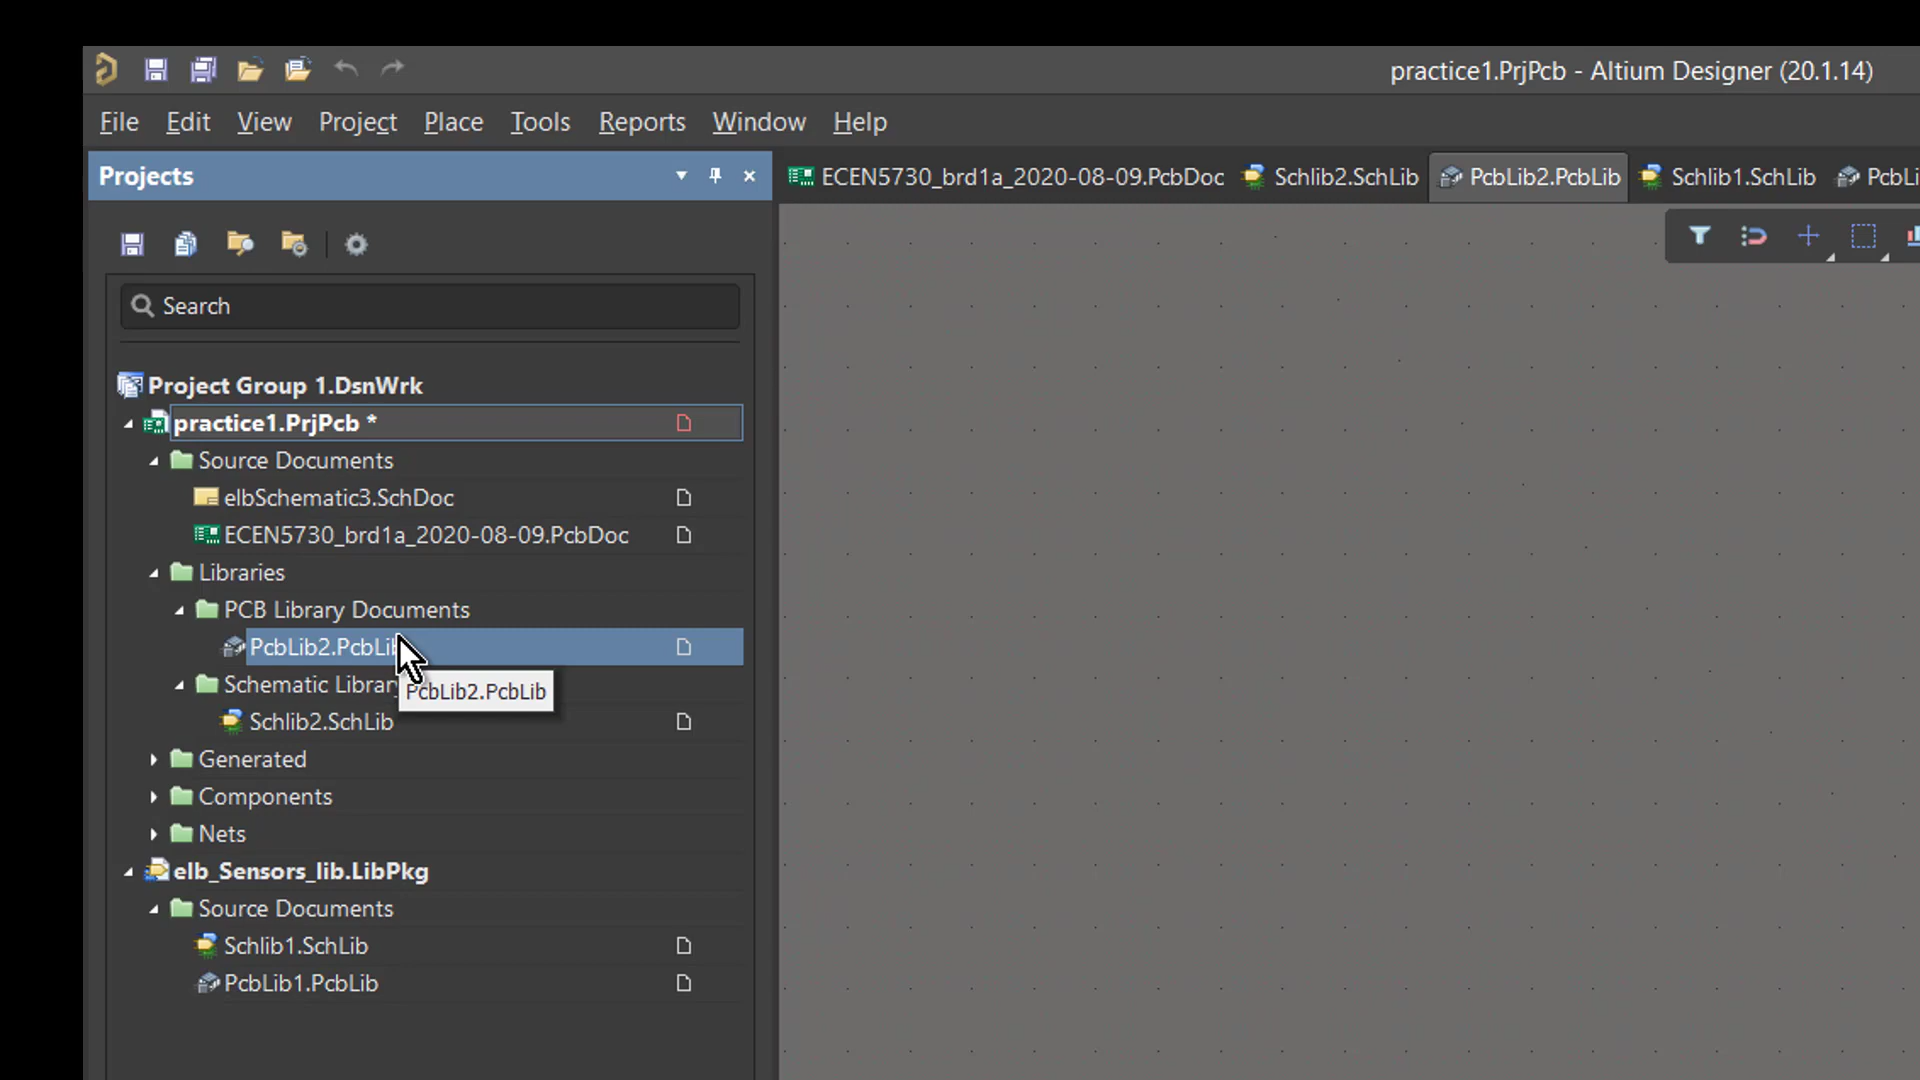 practice1.PrjPcb - Altium Designer (20.1.14)
File Edit View Project Place Tools Reports Window Help
Projects
ECEN5730_brd1a_2020-08-09.PcbDoc Schlib2.SchLib PcbLib2.PcbLib Schlib1.SchLib PcbLi
Search
Project Group 1.DsnWrk
practice1.PrjPcb *
Source Documents
elbSchematic3.SchDoc
ECEN5730_brd1a_2020-08-09.PcbDoc
Libraries
PCB Library Documents
PcbLib2.PcbLib
Schematic Library
PcbLib2.PcbLib
Schlib2.SchLib
Generated
Components
Nets
elb_Sensors_lib.LibPkg
Source Documents
Schlib1.SchLib
PcbLib1.PcbLib